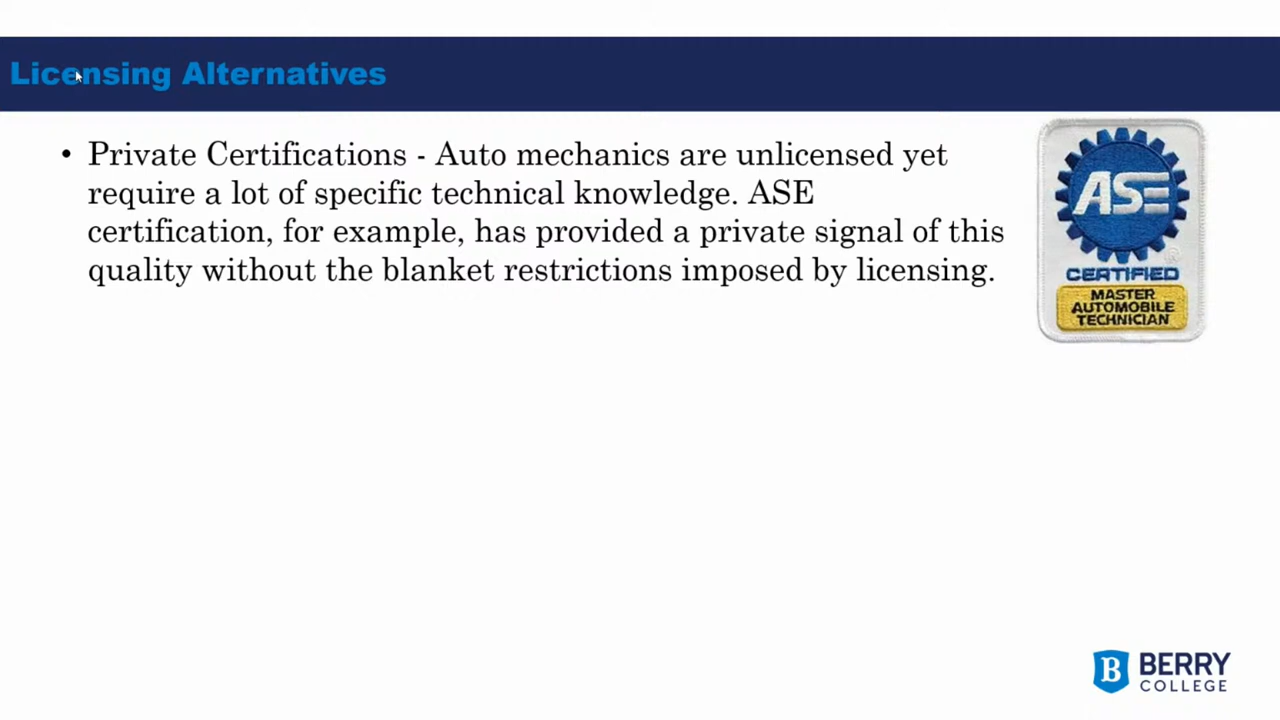 Licensing Alternatives
• Private Certifications - Auto mechanics are unlicensed yet
require a lot of specific technical knowledge. ASE
certification, for example, has provided a private signal of this
quality without the blanket restrictions imposed by licensing.
ASE
®
CERTIFIED
MASTER
AUTOMOBILE
TECHNICIAN
B
BERRY
COLLEGE